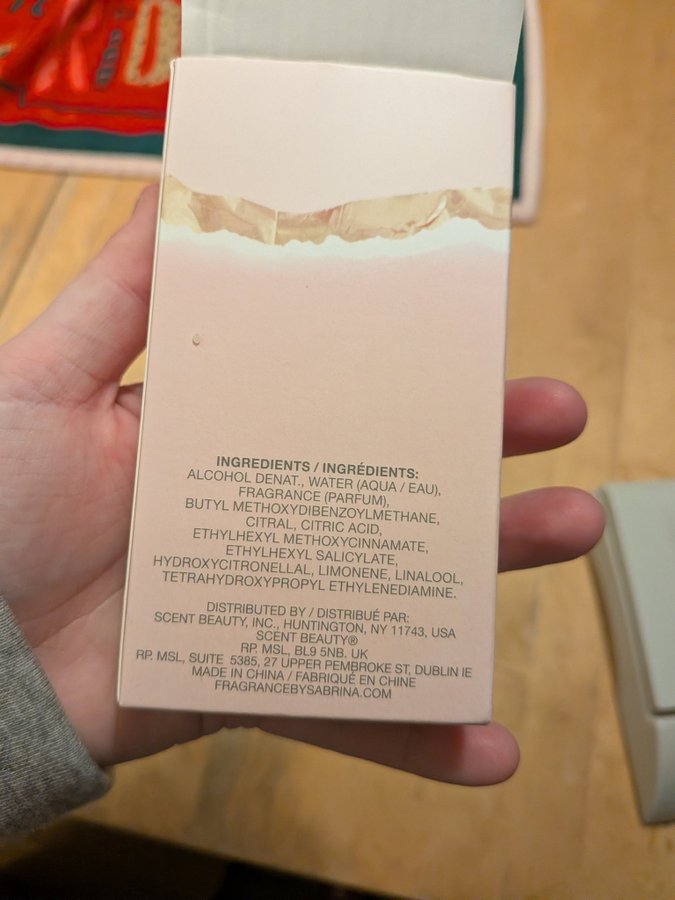 INGREDIENTS / INGRÉDIENTS:
ALCOHOL DENAT., WATER (AQUA / EAU),
FRAGRANCE (PARFUM),
BUTYL METHOXYDIBENZOYLMETHANE,
CITRAL, CITRIC ACID,
ETHYLHEXYL METHOXYCINNAMATE,
ETHYLHEXYL SALICYLATE,
HYDROXYCITRONELLAL, LIMONENE, LINALOOL,
TETRAHYDROXYPROPYL ETHYLENEDIAMINE.
DISTRIBUTED BY / DISTRIBUÉ PAR:
SCENT BEAUTY, INC., HUNTINGTON, NY 11743, USA
SCENT BEAUTY®
RP. MSL, BL9 5NB. UK
RP. MSL, SUITE 5385, 27 UPPER PEMBROKE ST, DUBLIN IE
MADE IN CHINA / FABRIQUÉ EN CHINE
FRAGRANCEBYSABRINA.COM